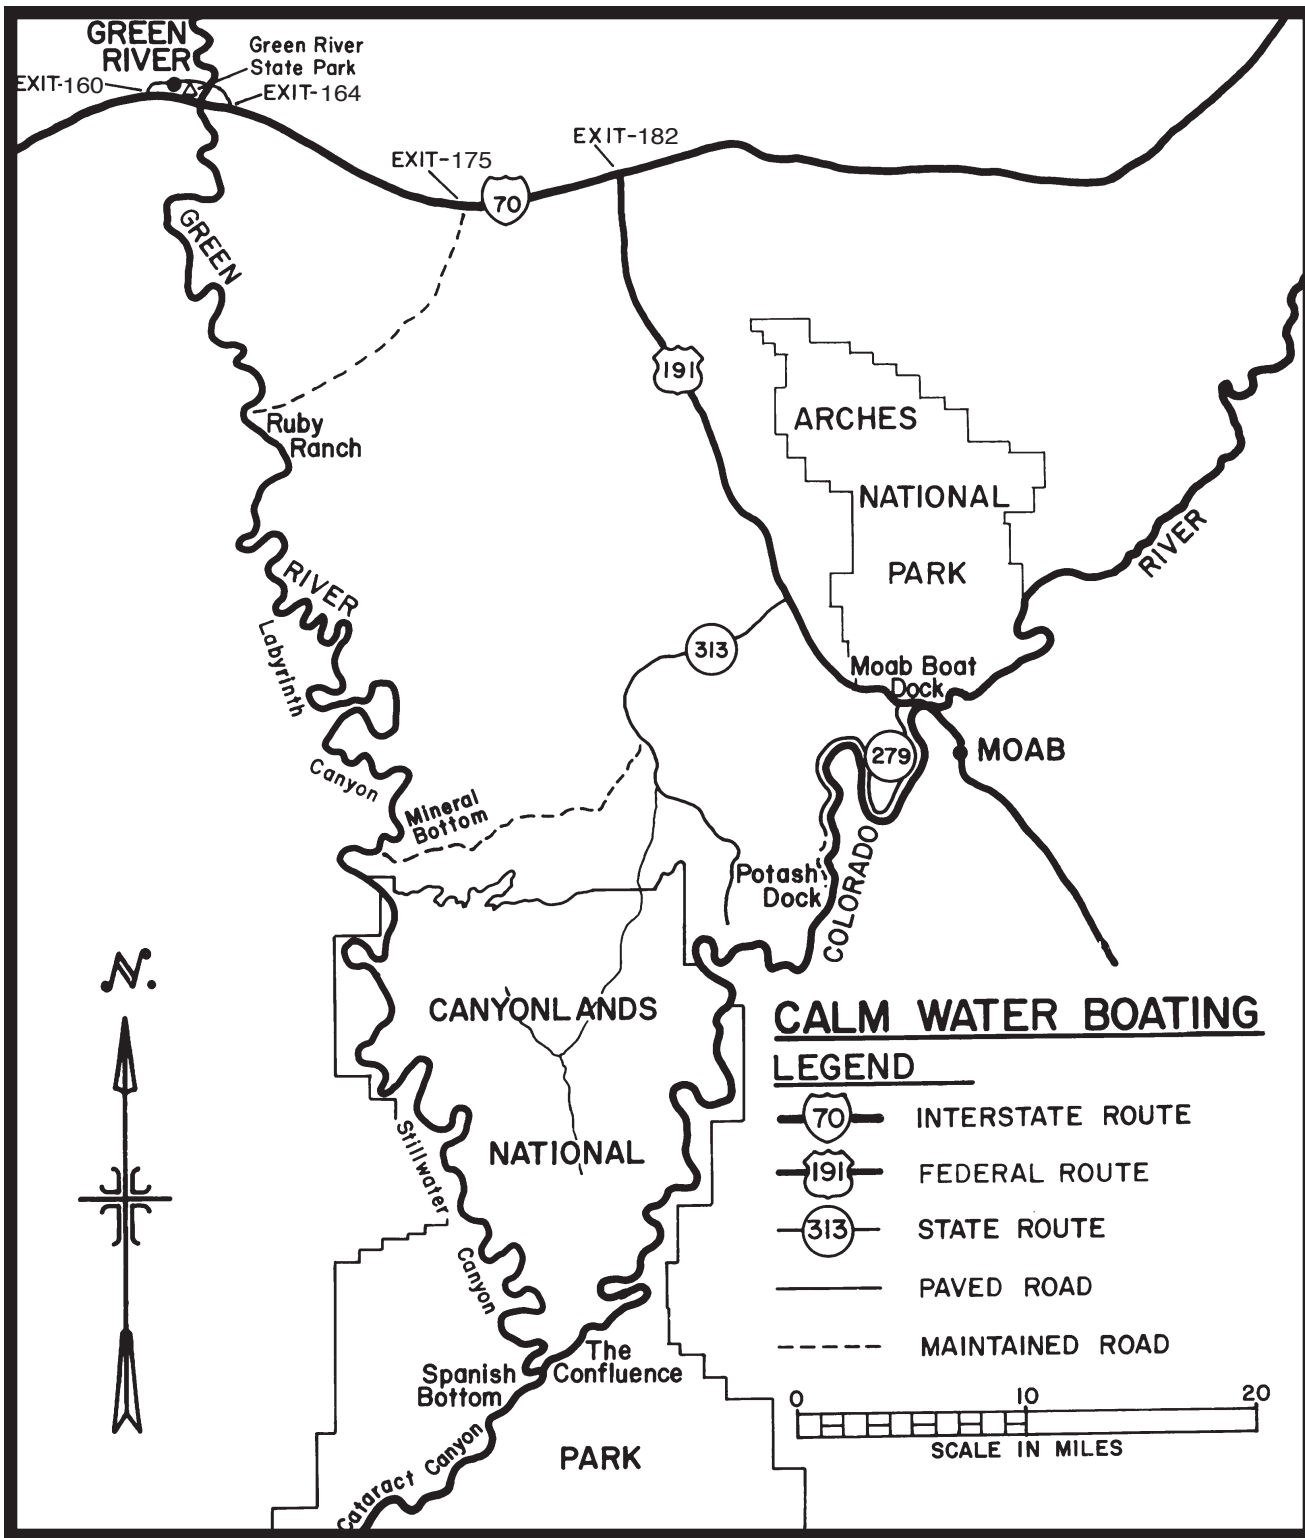 GREEN
RIVER
Green River
State Park
EXIT-160
EXIT-164
EXIT-182
EXIT-175
70
GREEN
191
ARCHES
Ruby
Ranch
NATIONAL
RIVER
RIVER
PARK
Labyrinth
313
Moab Boat
Dock
279
MOAB
Canyon
Mineral
Bottom
COLORADO
Potash
Dock
N.
CANYONLANDS
CALM WATER BOATING
LEGEND
70 INTERSTATE ROUTE
Stillwater
NATIONAL
191 FEDERAL ROUTE
313 STATE ROUTE
Canyon
PAVED ROAD
The
Confluence
MAINTAINED ROAD
Spanish
Bottom
0 10 20
SCALE IN MILES
PARK
Cataract Canyon